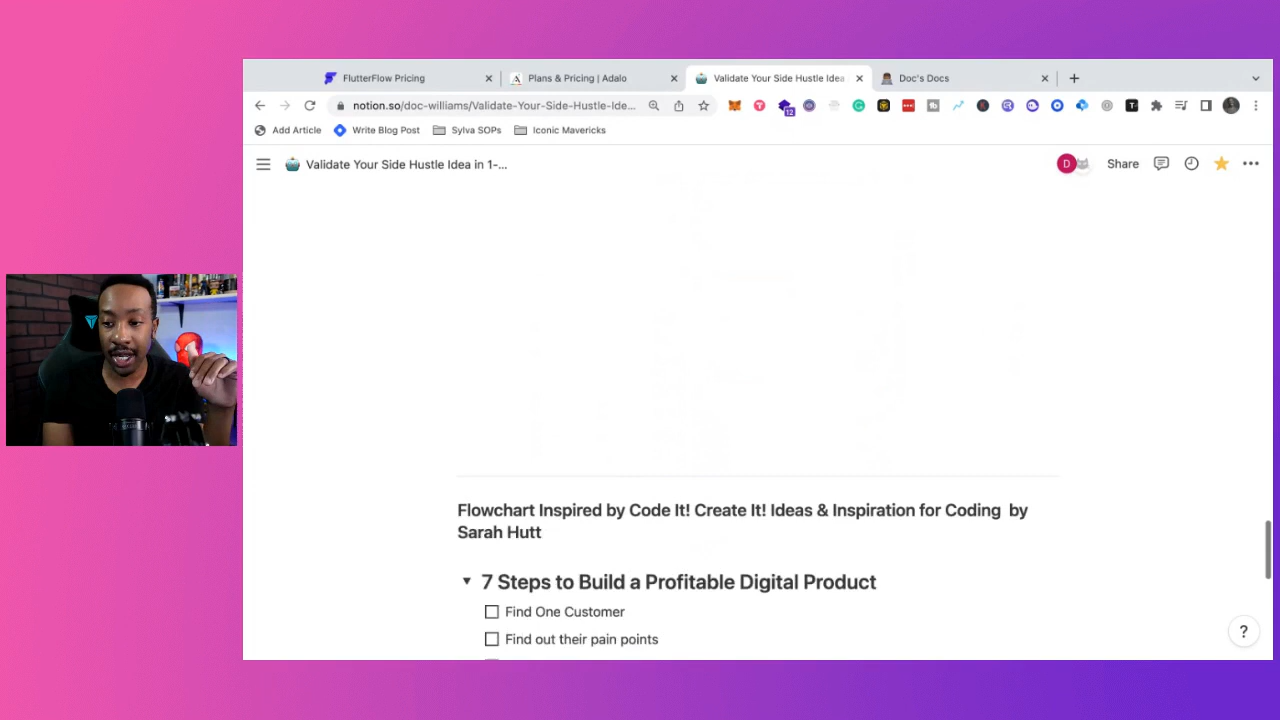 FlutterFlow Pricing
Plans & Pricing | Adalo
Validate Your Side Hustle Idea
Doc's Docs
notion.so/doc-williams/Validate-Your-Side-Hustle-Ide...
12
Add Article
Write Blog Post
Sylva SOPs
Iconic Mavericks
Validate Your Side Hustle Idea in 1-...
D
Share
Flowchart Inspired by Code It! Create It! Ideas & Inspiration for Coding by
Sarah Hutt
7 Steps to Build a Profitable Digital Product
Find One Customer
Find out their pain points
?